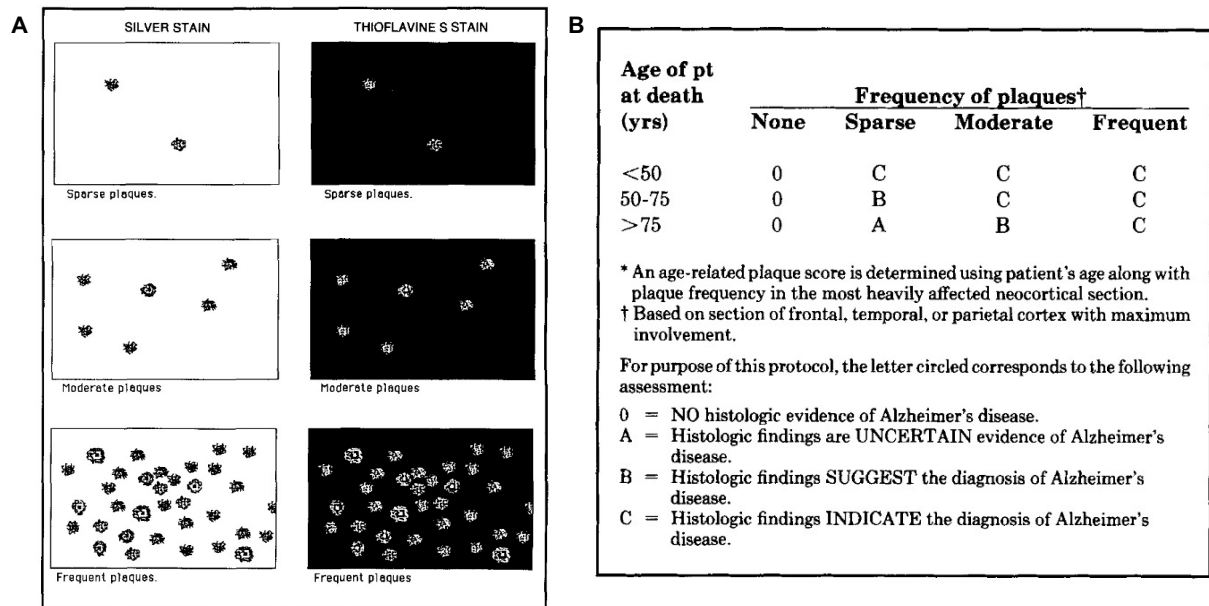 A
SILVER STAIN THIOFLAVINE S STAIN
Sparse plaques. Sparse plaques.
Moderate plaques Moderate plaques
Frequent plaques. Frequent plaques
B
Age of pt
at death Frequency of plaques†
(yrs) None Sparse Moderate Frequent
<50 0 C C C
50-75 0 B C C
>75 0 A B C
* An age-related plaque score is determined using patient's age along with
plaque frequency in the most heavily affected neocortical section.
† Based on section of frontal, temporal, or parietal cortex with maximum
involvement.
For purpose of this protocol, the letter circled corresponds to the following
assessment:
0 = NO histologic evidence of Alzheimer's disease.
A = Histologic findings are UNCERTAIN evidence of Alzheimer's
disease.
B = Histologic findings SUGGEST the diagnosis of Alzheimer's
disease.
C = Histologic findings INDICATE the diagnosis of Alzheimer's
disease.